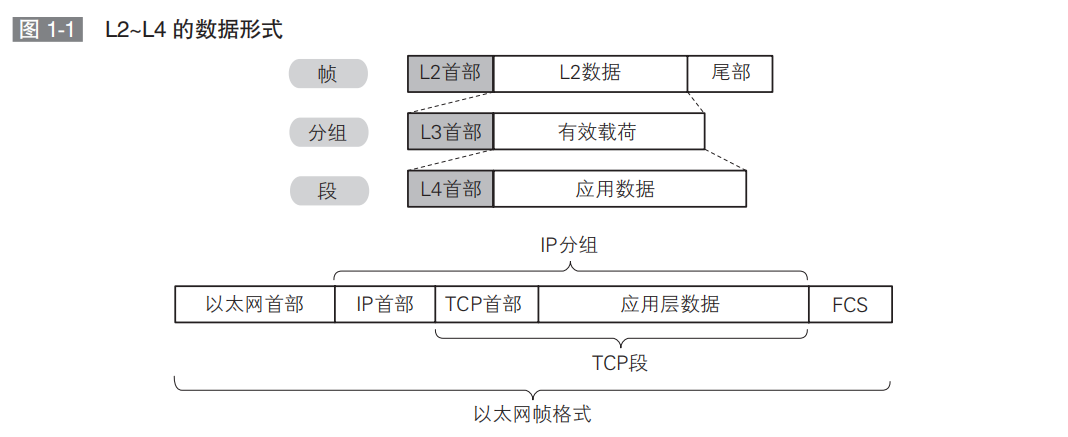 图 1-1 L2~L4 的数据形式
帧 L2首部 L2数据 尾部
分组 L3首部 有效载荷
段 L4首部 应用数据
IP分组
以太网首部 IP首部 TCP首部 应用层数据 FCS
TCP段
以太网帧格式